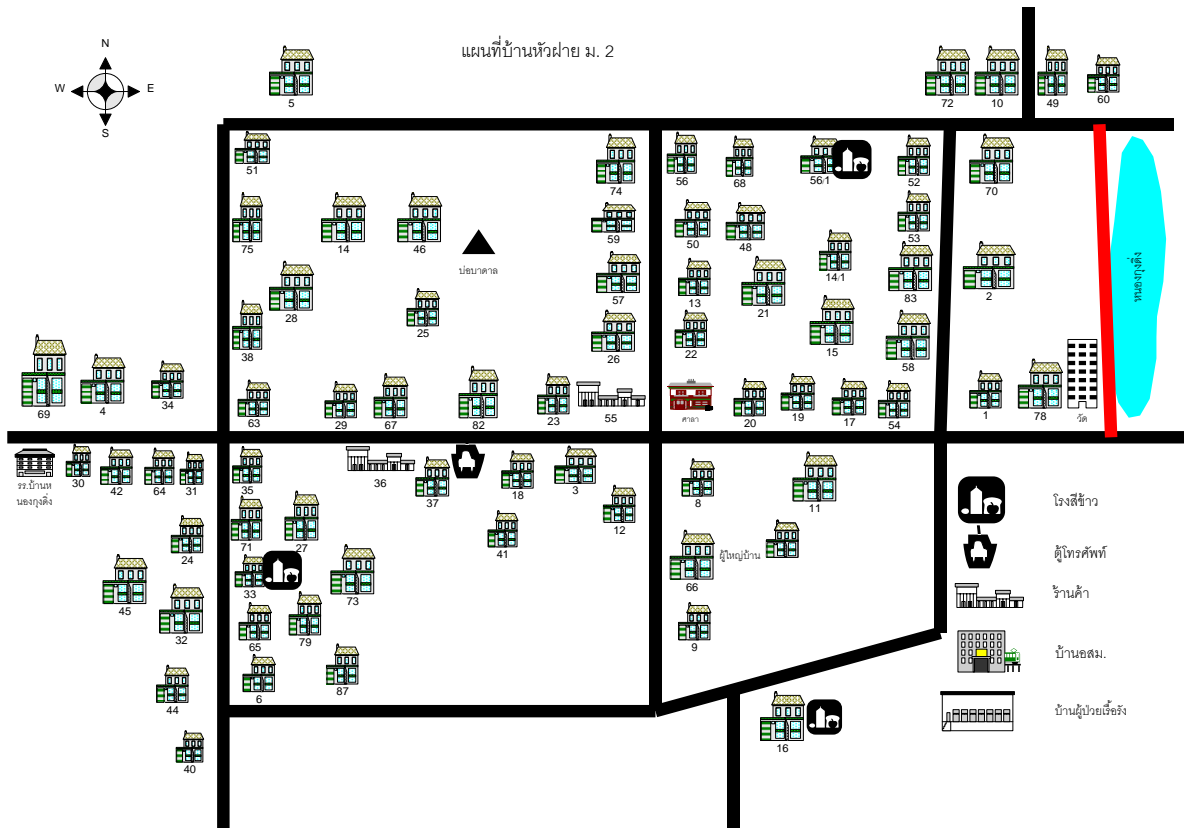 แผนที่บ้านหัวฝาย ม. 2
N
W E
S
5
72 10 49 60
51
74
56 68 56/1 52 70
75 14 46 59
50 48 53
บ่อบาดาล
14/1
หนองกุงดิ่ง
28 57 13 21 83 2
25
38 26 22 15 58
69 4 34
63 29 67 82 23 55
ศาลา
20 19 17 54
1 78 วัด
รร.บ้านห
นองกุงดิ่ง
30 42 64 31
35 36 37 18 3
8 11
12
โรงสีข้าว
71 27 41
24
ผู้ใหญ่บ้าน
ตู้โทรศัพท์
33 73 66
45
ร้านค้า
32 65 79 9
บ้านอสม.
6 87
44
บ้านผู้ป่วยเรื้อรัง
16
40